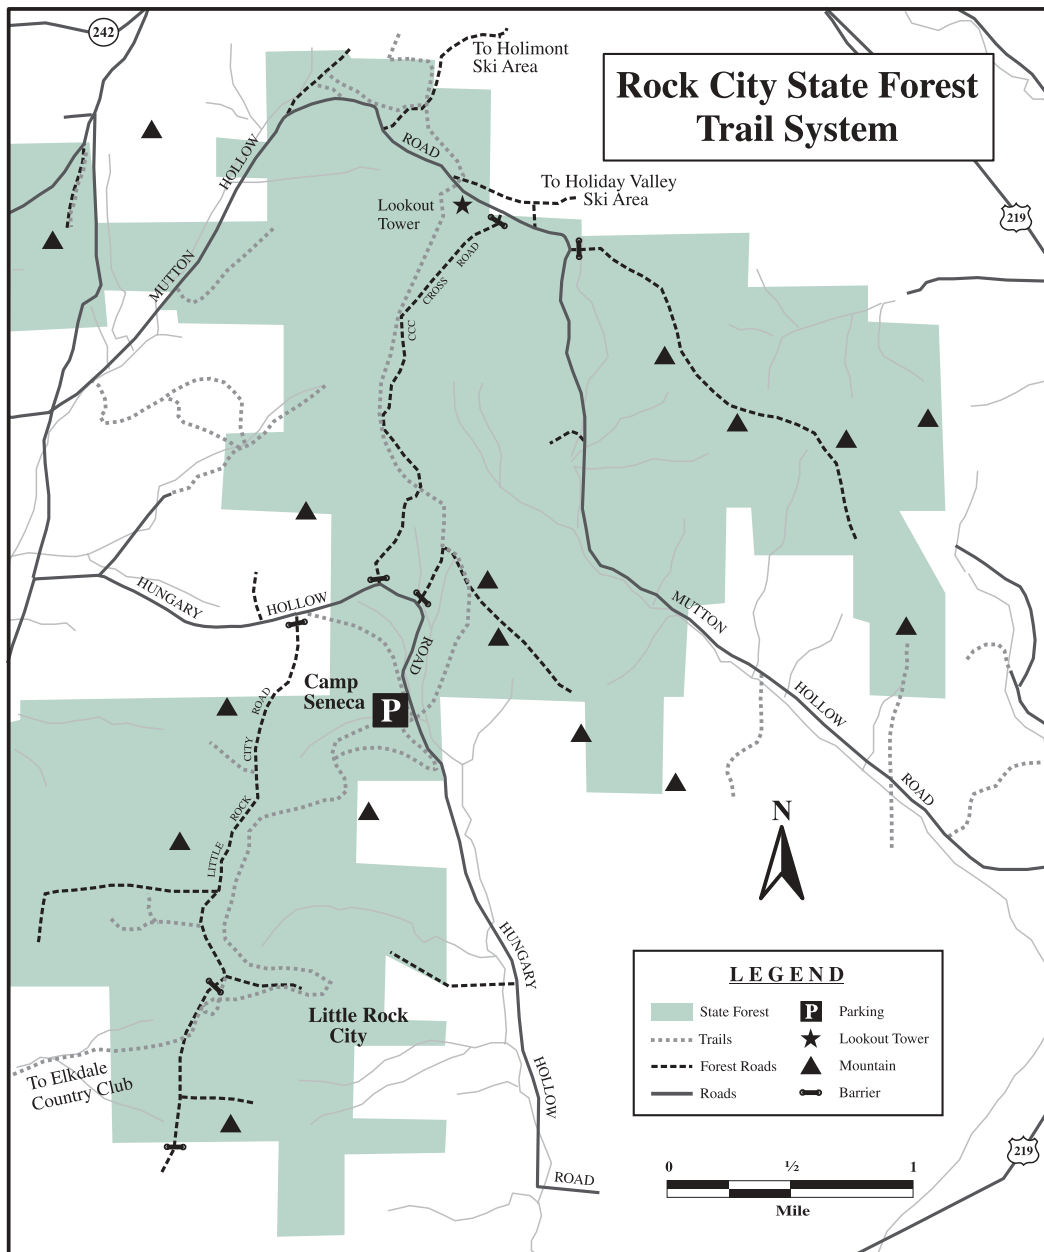 242
To Holimont
Ski Area
Rock City State Forest
Trail System
HOLLOW
ROAD
To Holiday Valley
Ski Area
Lookout
Tower
219
MUTTON
CROSS
ROAD
CCC
HUNGARY
HOLLOW
ROAD
MUTTON
HOLLOW
ROAD
Camp
Seneca
P
ROAD
CITY
ROCK
LITTLE
N
HUNGARY
HOLLOW
ROAD
Little Rock
City
To Elkdale
Country Club
LEGEND
State Forest
P Parking
Trails
Lookout Tower
Forest Roads
Mountain
Roads
Barrier
0 ½ 1
Mile
219